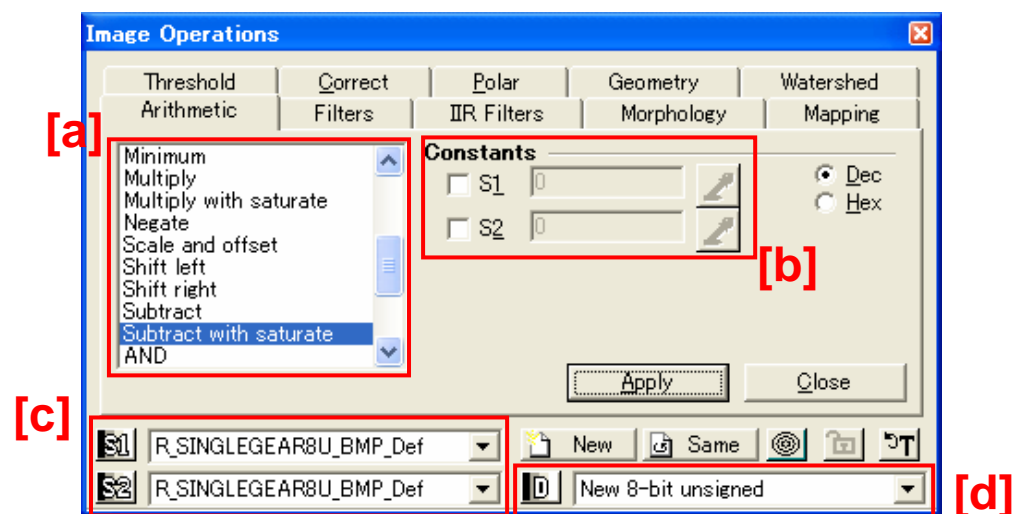 Image Operations
Threshold Correct Polar Geometry Watershed
Arithmetic Filters IIR Filters Morphology Mapping
[a]
Minimum
Multiply
Multiply with saturate
Negate
Scale and offset
Shift left
Shift right
Subtract
Subtract with saturate
AND
Constants
S1 0
S2 0
Dec
Hex
[b]
Apply Close
[c]
S1 R_SINGLEGEAR8U_BMP_Def
New Same T
S2 R_SINGLEGEAR8U_BMP_Def
D New 8-bit unsigned
[d]